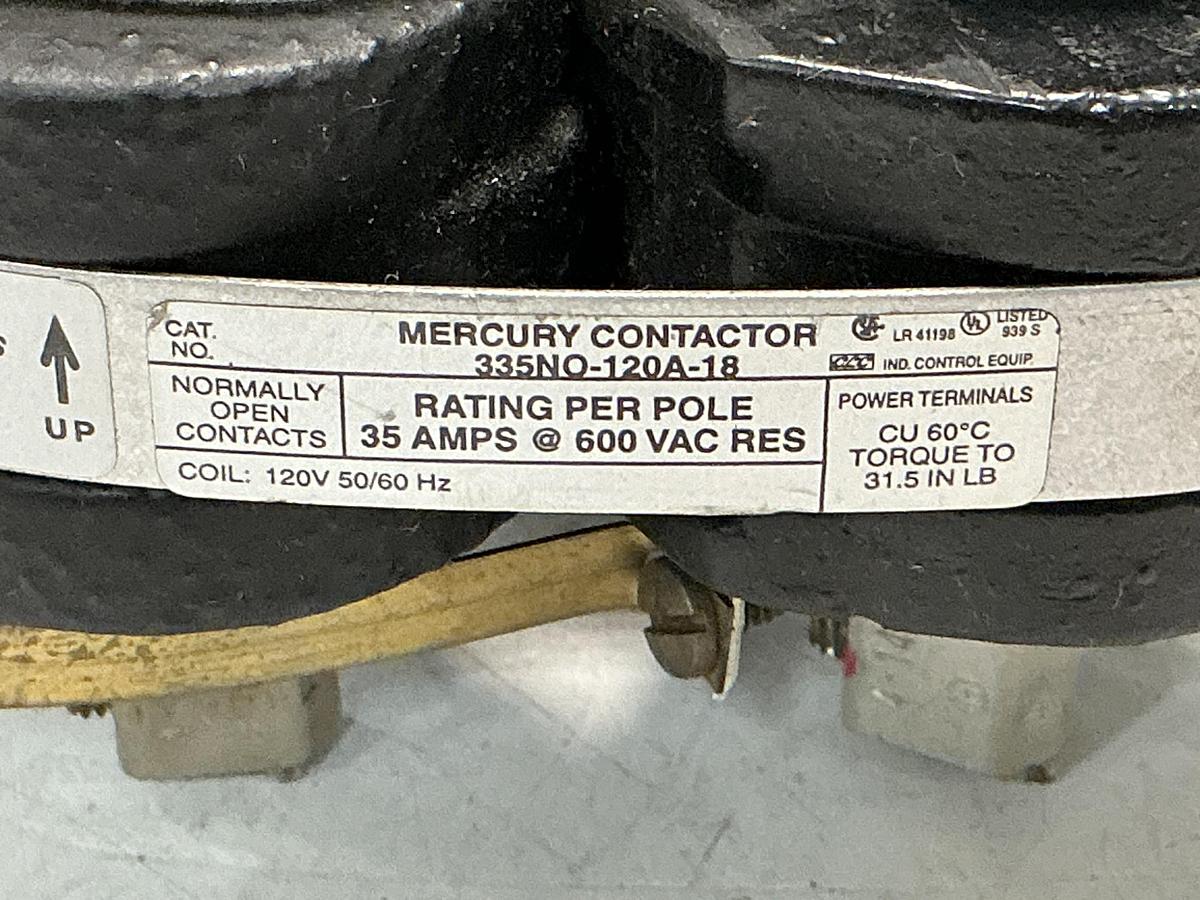 UP
CAT.
NO.
MERCURY CONTACTOR
335NO-120A-18
LR 41198
UL
LISTED
939 S
IND. CONTROL EQUIP.
NORMALLY
OPEN
CONTACTS
RATING PER POLE
35 AMPS @ 600 VAC RES
POWER TERMINALS
CU 60°C
TORQUE TO
31.5 IN LB
COIL: 120V 50/60 Hz